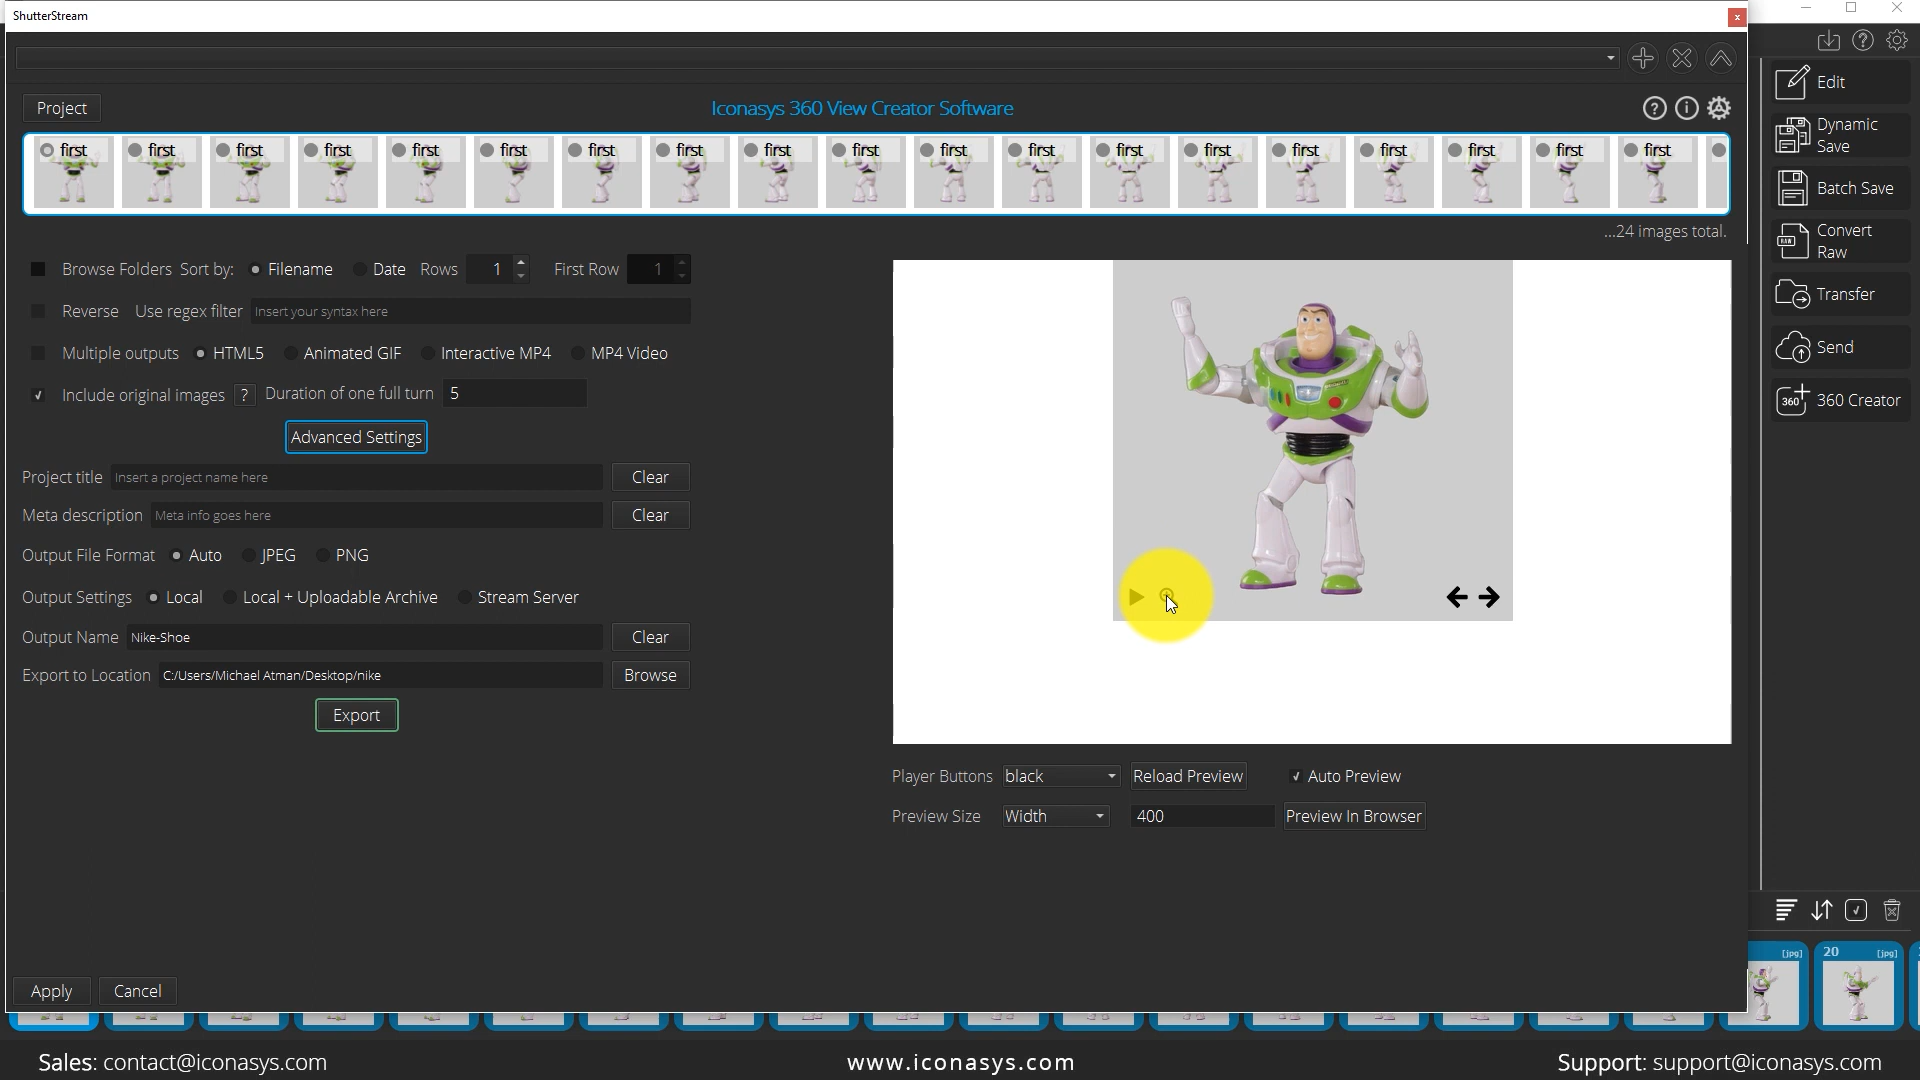 ShutterStream
x
Project
Iconasys 360 View Creator Software
first first first first first first first first first first first first first first first first first first first
...24 images total.
Browse Folders Sort by: Filename Date Rows 1 First Row 1
Reverse Use regex filter Insert your syntax here
Multiple outputs HTML5 Animated GIF Interactive MP4 MP4 Video
Include original images ? Duration of one full turn 5
Advanced Settings
Project title Insert a project name here Clear
Meta description Meta info goes here Clear
Output File Format Auto JPEG PNG
Output Settings Local Local + Uploadable Archive Stream Server
Output Name Nike-Shoe Clear
Export to Location C:/Users/Michael Atman/Desktop/nike Browse
Export
Player Buttons black Reload Preview Auto Preview
Preview Size Width 400 Preview In Browser
Apply Cancel
Edit
Dynamic
Save
Batch Save
RAW
Convert
Raw
Transfer
Send
360
360 Creator
[jpg] 20 [jpg]
Sales: contact@iconasys.com
www.iconasys.com
Support: support@iconasys.com